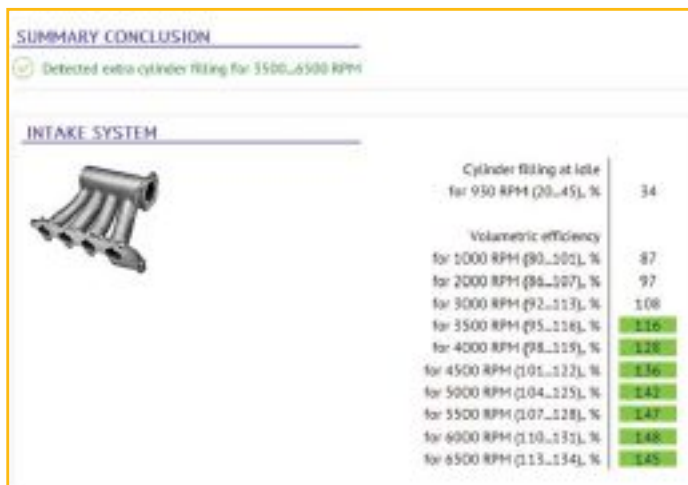 SUMMARY CONCLUSION
Detected extra cylinder filling for 3500...6500 RPM
INTAKE SYSTEM
Cylinder filling at idle
for 930 RPM (20...45), % 34
Volumetric efficiency
for 1000 RPM (80...101), % 87
for 2000 RPM (86...107), % 97
for 3000 RPM (92...113), % 108
for 3500 RPM (95...116), % 116
for 4000 RPM (98...119), % 128
for 4500 RPM (101...122), % 136
for 5000 RPM (104...125), % 142
for 5500 RPM (107...128), % 147
for 6000 RPM (110...131), % 148
for 6500 RPM (113...134), % 145